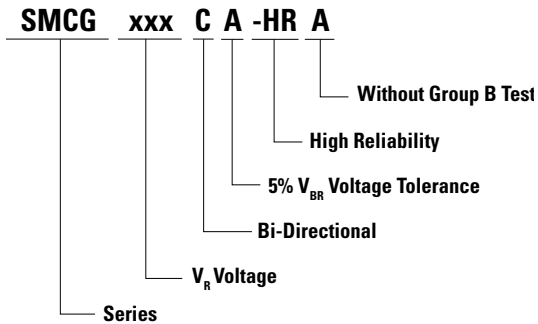 SMCG xxx C A -HR A
Without Group B Test
High Reliability
5% VBR Voltage Tolerance
Bi-Directional
VR Voltage
Series